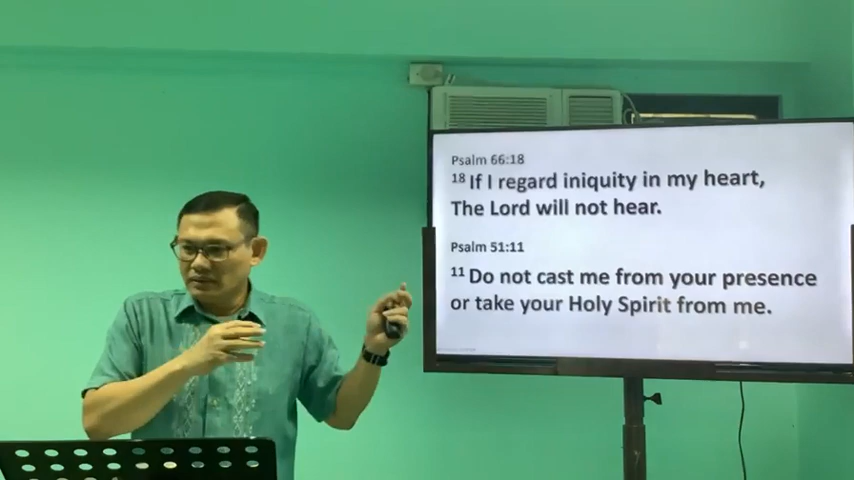 Psalm 66:18
18 If I regard iniquity in my heart,
The Lord will not hear.
Psalm 51:11
11 Do not cast me from your presence
or take your Holy Spirit from me.